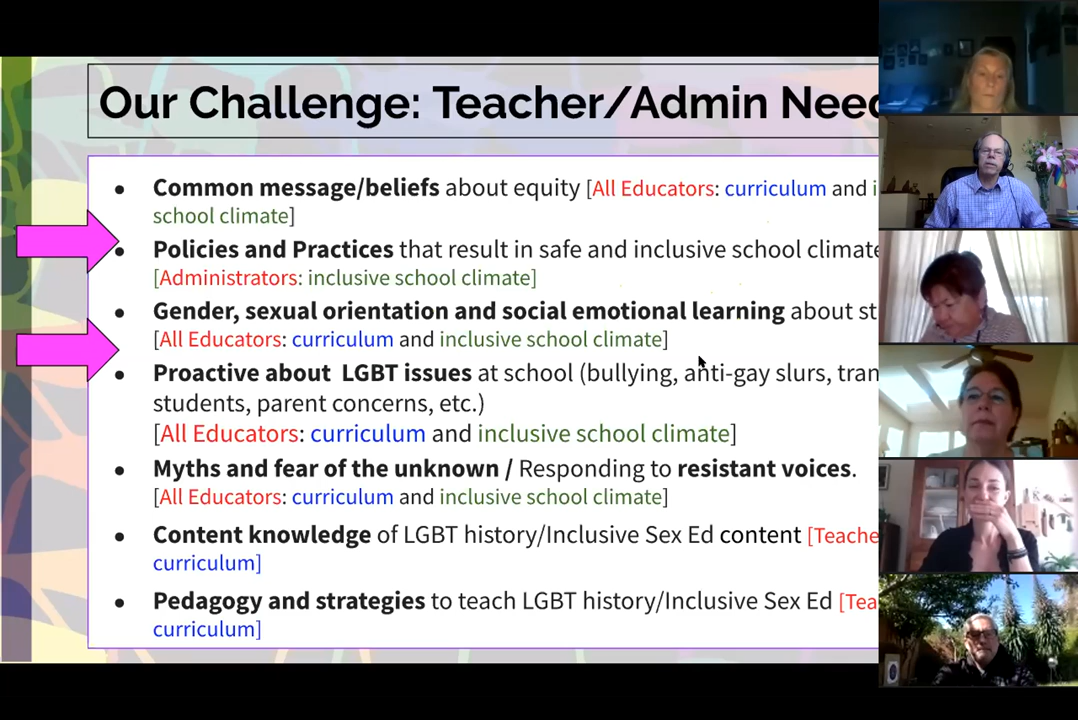 Our Challenge: Teacher/Admin
Common message/beliefs about equity [All Educators: curriculum and
school climate]
Policies and Practices that result in safe and inclusive school climate
[Administrators: inclusive school climate]
Gender, sexual orientation and social emotional learning about
[All Educators: curriculum and inclusive school climate]
Proactive about LGBT issues at school (bullying, anti-gay slurs,
students, parent concerns, etc.)
[All Educators: curriculum and inclusive school climate]
Myths and fear of the unknown / Responding to resistant voices.
[All Educators: curriculum and inclusive school climate]
Content knowledge of LGBT history/Inclusive Sex Ed content
curriculum]
Pedagogy and strategies to teach LGBT history/Inclusive Sex Ed
curriculum]